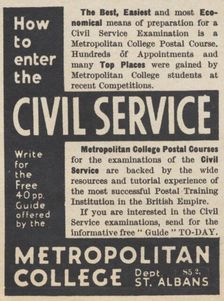 How
to
enter
the
The Best, Easiest and most Eco-
nomical means of preparation for a
Civil Service Examination is a
Metropolitan College Postal Course.
Hundreds of Appointments and
many Top Places were gained by
Metropolitan College students at
recent Competitions.
CIVIL SERVICE
Write
for the
Free
40 pp.
Guide
offered
by the
Metropolitan College Postal Courses
for the examinations of the Civil
Service are backed by the wide
resources and tutorial experience of
the most successful Postal Training
Institution in the British Empire.
If you are interested in the Civil
Service examinations, send for the
informative free "Guide" TO-DAY.
METROPOLITAN
COLLEGE
Dept.
ST. ALBANS